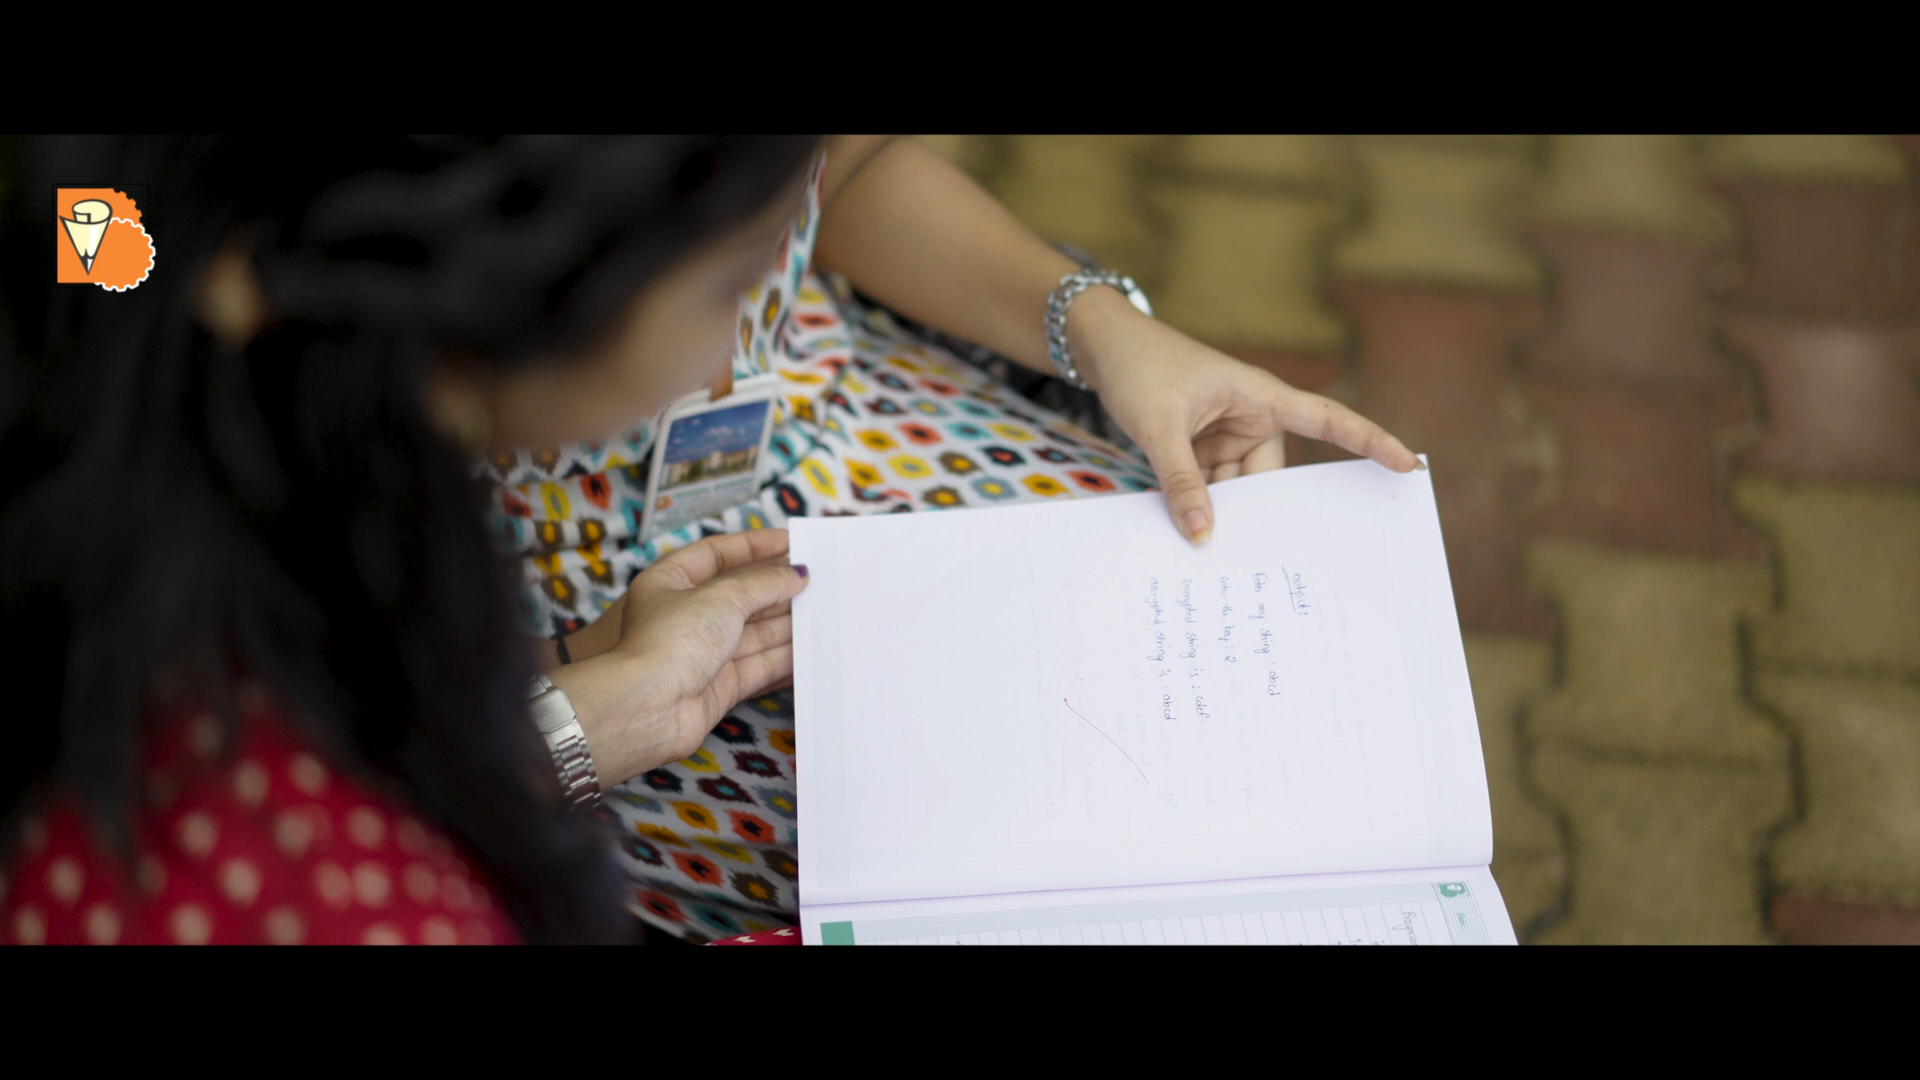 output:
Enter any string : abcd
Enter the key : 2
encrypted string is : cdef
decrypted string is : abcd